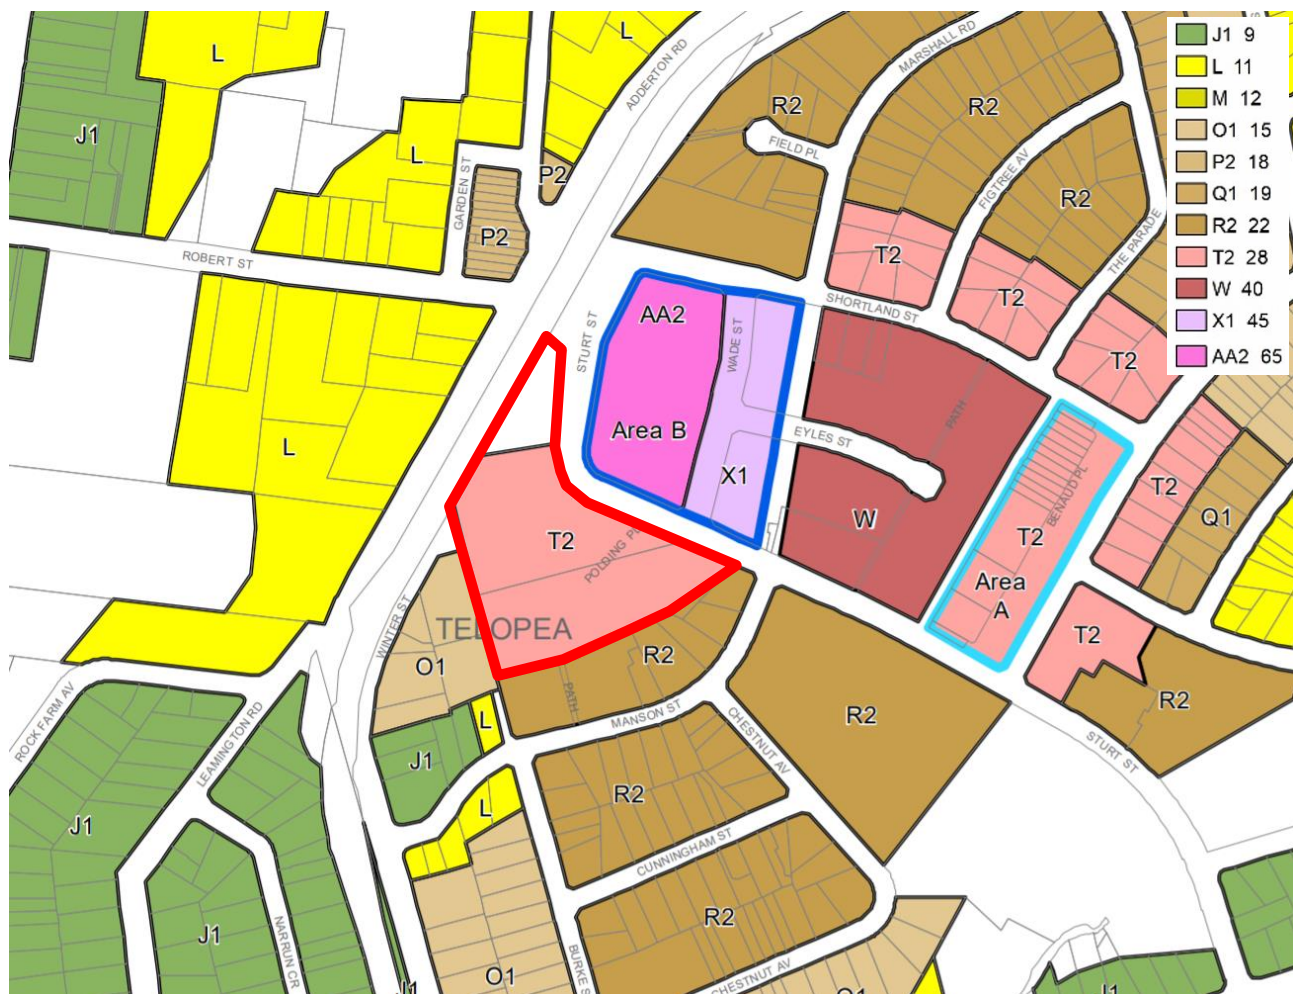 L
L
J1
L
P2
P2
GARDEN ST
ADDERTON RD
MARSHALL RD
R2
R2
FIELD PL
FIGTREE AV
R2
THE PARADE
T2
T2
T2
ROBERT ST
SHORTLAND ST
STURT ST
AA2
WADE ST
Area B
X1
EYLES ST
PATH
W
BENAUD PL
T2
Area
A
T2
Q1
T2
R2
L
T2
TELOPEA
WINTER ST
O1
R2
PATH
MANSON ST
CHESTNUT AV
R2
STURT ST
ROCK FARM AV
LEAMINGTON RD
J1
L
J1
L
R2
CUNNINGHAM ST
R2
J1
NARRUN CR
O1
CHESTNUT AV
O1
J1
J1
J1 9
L 11
M 12
O1 15
P2 18
Q1 19
R2 22
T2 28
W 40
X1 45
AA2 65